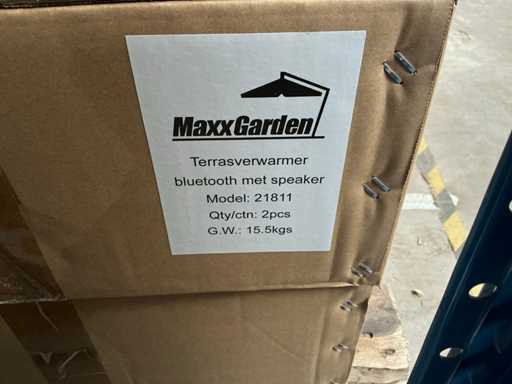 MaxxGarden
Terrasverwarmer
bluetooth met speaker
Model: 21811
Qty/ctn: 2pcs
G.W.: 15.5kgs